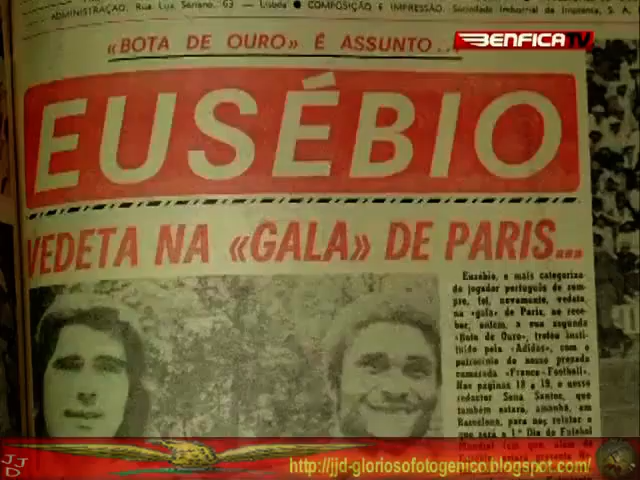 ADMINISTRAÇÃO: Rua Luz Soriano, 63 — Lisboa ● COMPOSIÇÃO E IMPRESSÃO: Sociedade Industrial de Imprensa, S. A.
«BOTA DE OURO» É ASSUNTO...
BENFICA TV
EUSÉBIO
VEDETA NA «GALA» DE PARIS...
Eusébio, o mais categoriza-
do jogador português de sem-
pre, foi, novamente, vedeta,
na «gala» de Paris, ao rece-
ber, ontem, a sua segunda
«Bota de Ouro», troféu insti-
tuído pela «Adidas», com o
patrocínio do nosso prezado
camarada «France-Football».
Nas páginas 18 e 19, o nosso
redactor Sena Santos, que
também estará, amanhã, em
Barcelona, para nos relatar o
que será o 1.º Dia do Futebol
Mundial
JJD
http://jjd-gloriosofotogenico.blogspot.com/